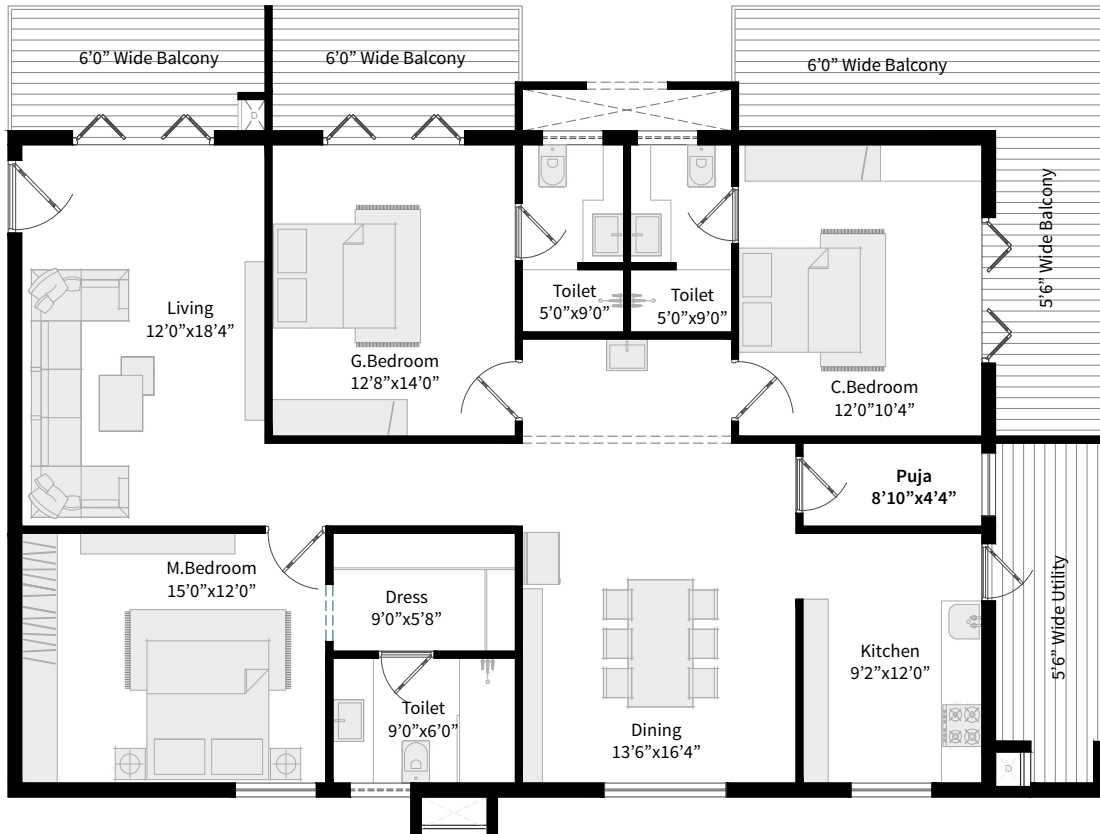 6’0” Wide Balcony
6’0” Wide Balcony
6’0” Wide Balcony
5’6” Wide Balcony
Living
12’0”x18’4”
G.Bedroom
12’8”x14’0”
Toilet
5’0”x9’0”
Toilet
5’0”x9’0”
C.Bedroom
12’0”10’4”
Puja
8’10”x4’4”
M.Bedroom
15’0”x12’0”
Dress
9’0”x5’8”
Toilet
9’0”x6’0”
Dining
13’6”x16’4”
Kitchen
9’2”x12’0”
5’6” Wide Utility